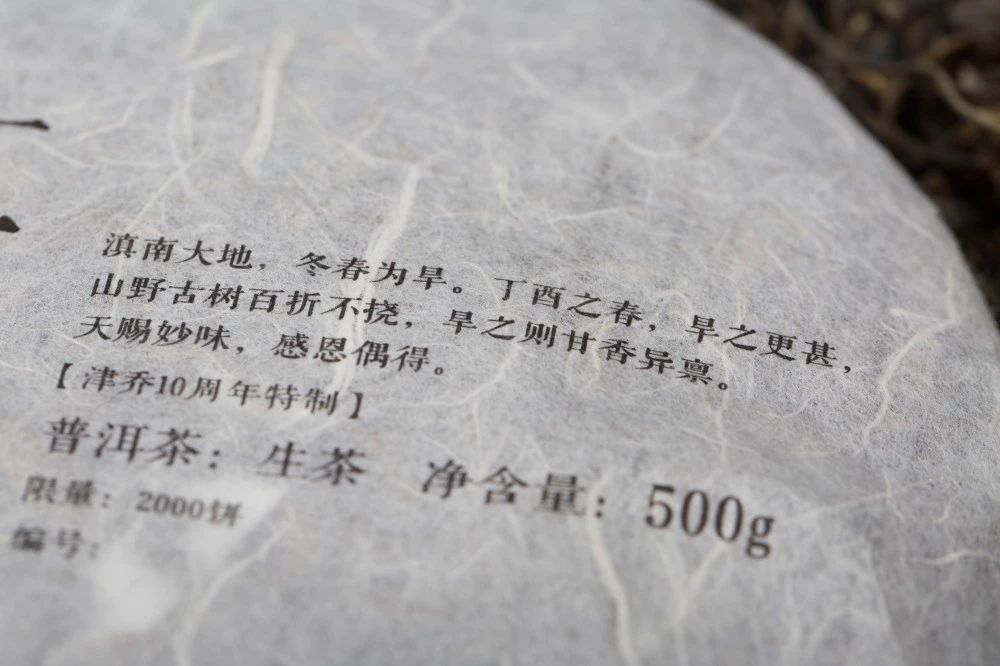 滇南大地，冬春为旱。丁酉之春，旱之更甚，
山野古树百折不挠，旱之则甘香异禀。
天赐妙味，感恩偶得。
【津乔10周年特制】
普洱茶：生茶 净含量：500g
限量：2000饼
编号：